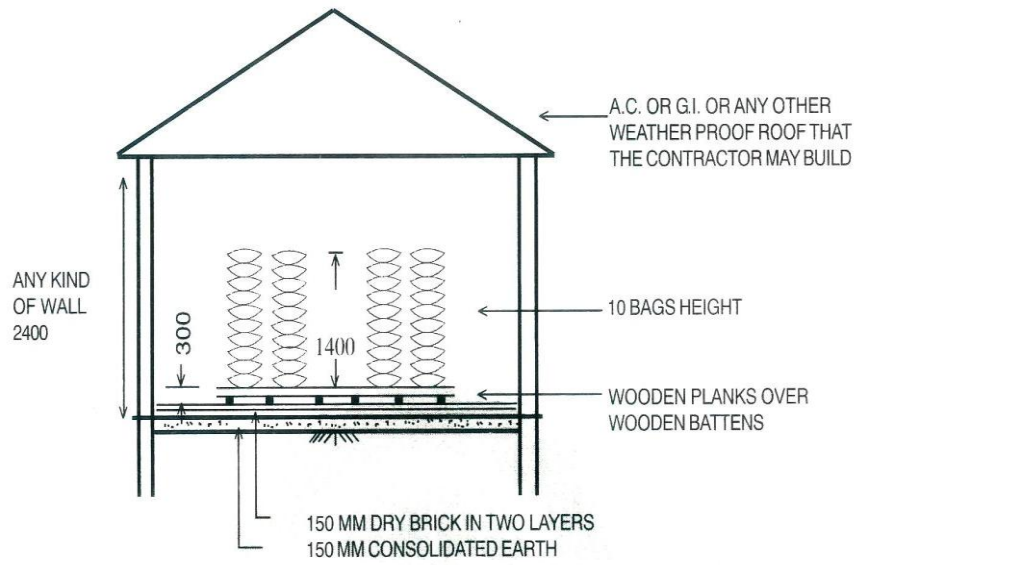 A.C. OR G.I. OR ANY OTHER
WEATHER PROOF ROOF THAT
THE CONTRACTOR MAY BUILD
ANY KIND
OF WALL
2400
300
1400
10 BAGS HEIGHT
WOODEN PLANKS OVER
WOODEN BATTENS
150 MM DRY BRICK IN TWO LAYERS
150 MM CONSOLIDATED EARTH